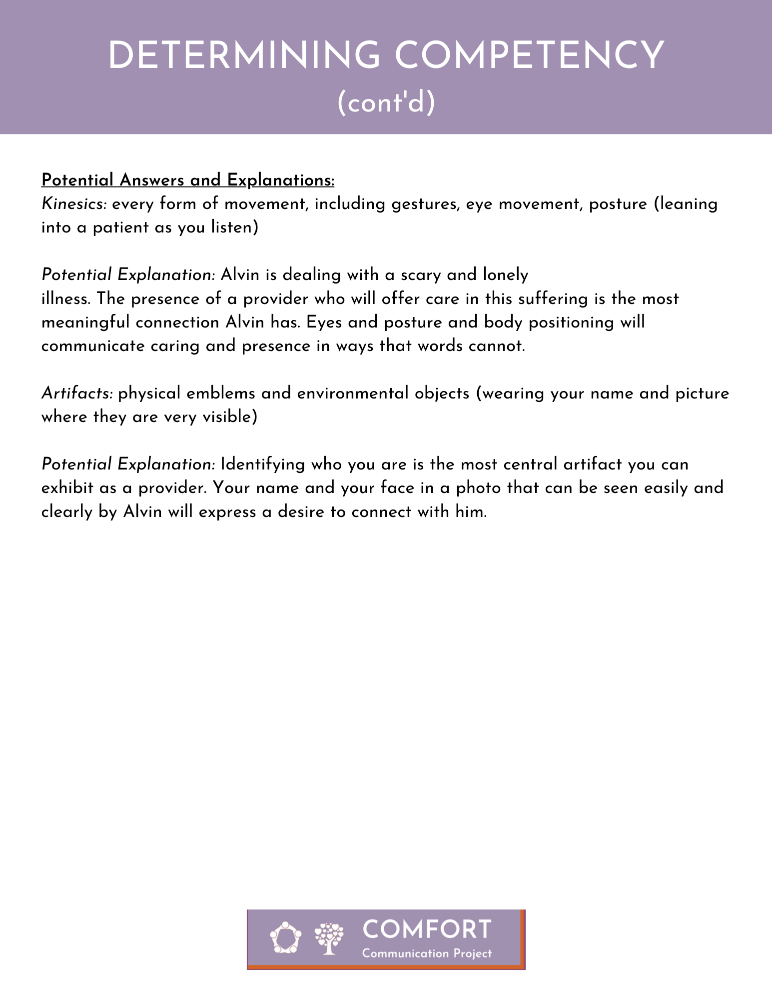 DETERMINING COMPETENCY
(cont'd)
Potential Answers and Explanations:
Kinesics: every form of movement, including gestures, eye movement, posture (leaning
into a patient as you listen)
Potential Explanation: Alvin is dealing with a scary and lonely
illness. The presence of a provider who will offer care in this suffering is the most
meaningful connection Alvin has. Eyes and posture and body positioning will
communicate caring and presence in ways that words cannot.
Artifacts: physical emblems and environmental objects (wearing your name and picture
where they are very visible)
Potential Explanation: Identifying who you are is the most central artifact you can
exhibit as a provider. Your name and your face in a photo that can be seen easily and
clearly by Alvin will express a desire to connect with him.
COMFORT
Communication Project